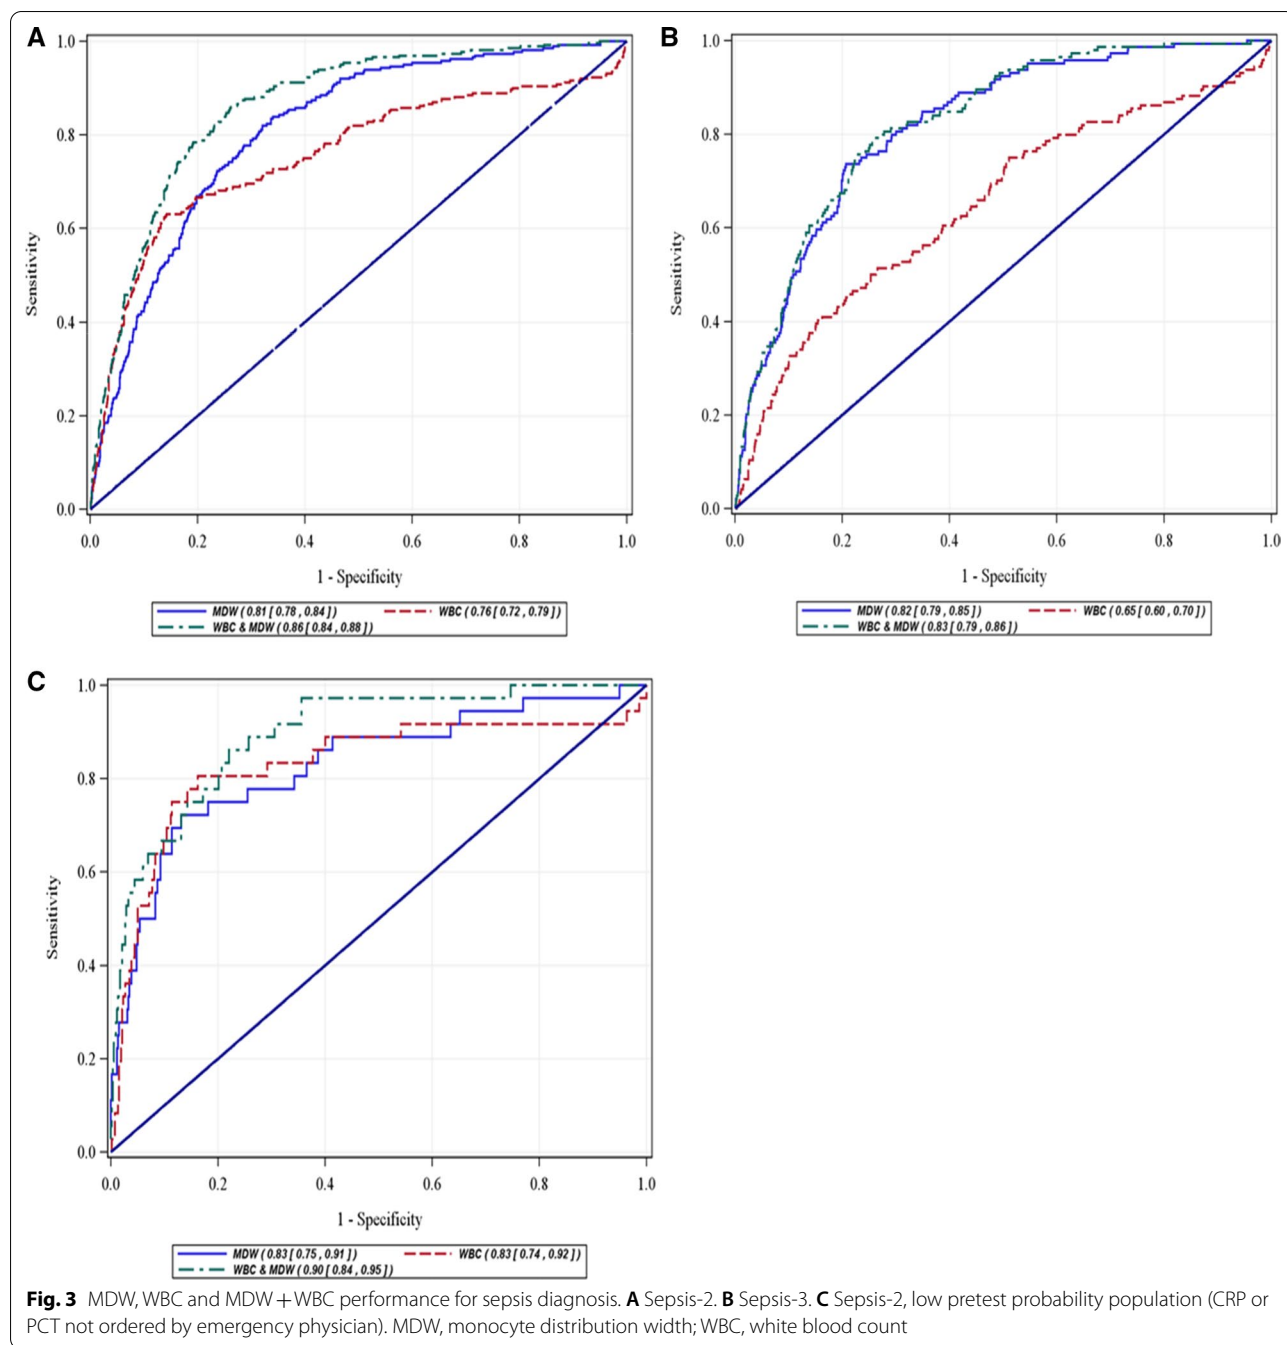 A
1.0
0.8
0.6
0.4
0.2
0.0
Sensitivity
0.0 0.2 0.4 0.6 0.8 1.0
1 - Specificity
MDW ( 0.81 [ 0.78 , 0.84 ] ) WBC ( 0.76 [ 0.72 , 0.79 ] )
WBC & MDW ( 0.86 [ 0.84 , 0.88 ] )
B
1.0
0.8
0.6
0.4
0.2
0.0
Sensitivity
0.0 0.2 0.4 0.6 0.8 1.0
1 - Specificity
MDW ( 0.82 [ 0.79 , 0.85 ] ) WBC ( 0.65 [ 0.60 , 0.70 ] )
WBC & MDW ( 0.83 [ 0.79 , 0.86 ] )
C
1.0
0.8
0.6
0.4
0.2
0.0
Sensitivity
0.0 0.2 0.4 0.6 0.8 1.0
1 - Specificity
MDW ( 0.83 [ 0.75 , 0.91 ] ) WBC ( 0.83 [ 0.74 , 0.92 ] )
WBC & MDW ( 0.90 [ 0.84 , 0.95 ] )
Fig. 3 MDW, WBC and MDW + WBC performance for sepsis diagnosis. A Sepsis-2. B Sepsis-3. C Sepsis-2, low pretest probability population (CRP or
PCT not ordered by emergency physician). MDW, monocyte distribution width; WBC, white blood count